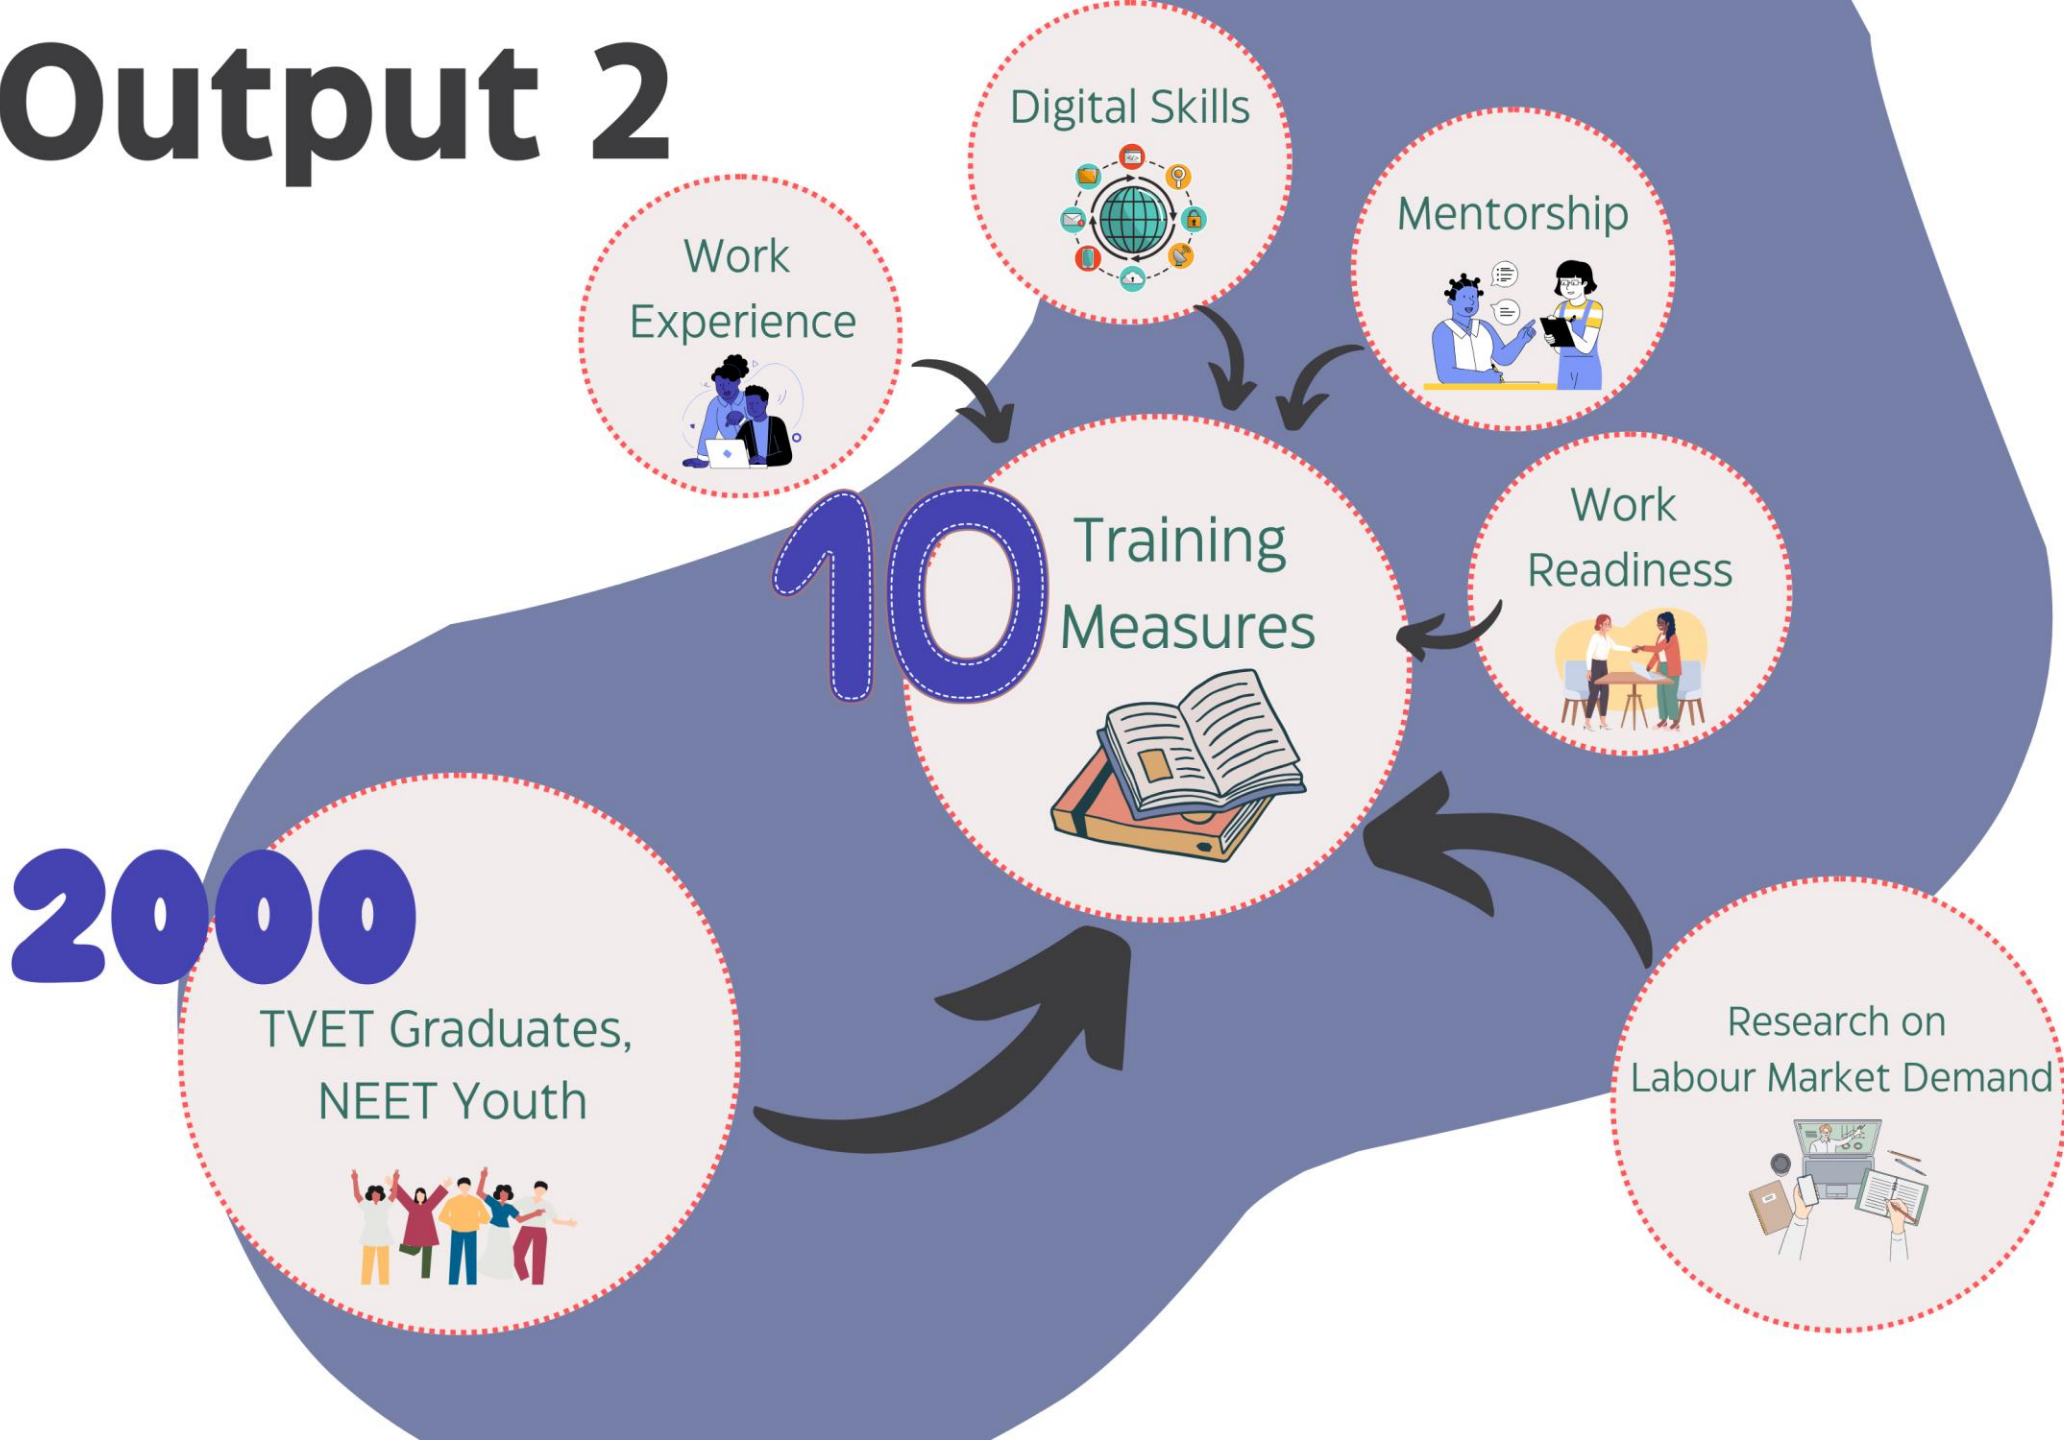 Output 2
Digital Skills
Mentorship
Work
Experience
Work
Readiness
10
Training
Measures
2000
TVET Graduates,
NEET Youth
Research on
Labour Market Demand